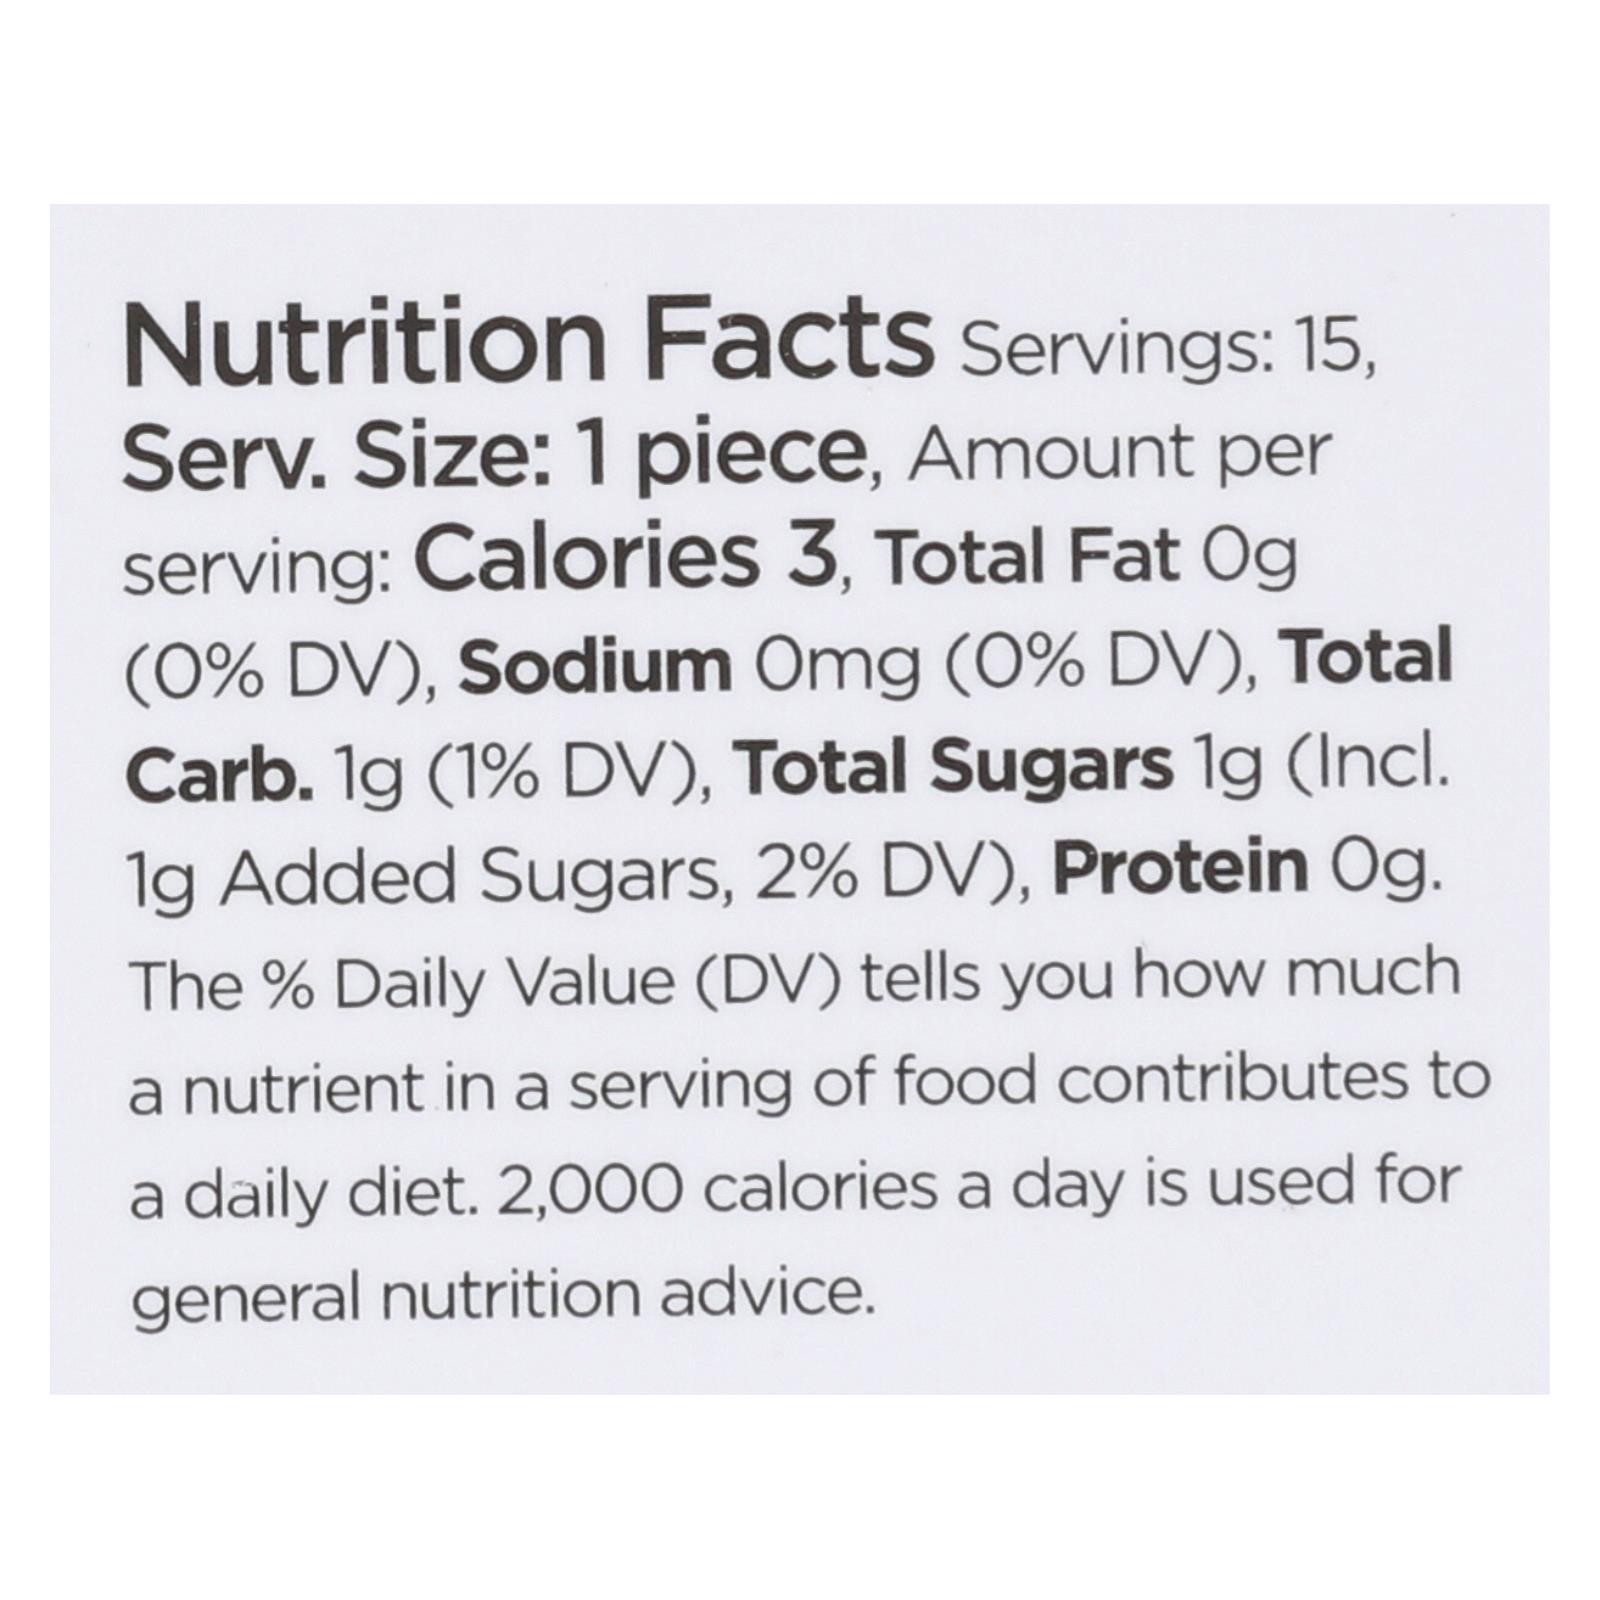 Nutrition Facts Servings: 15,
Serv. Size: 1 piece, Amount per
serving: Calories 3, Total Fat 0g
(0% DV), Sodium 0mg (0% DV), Total
Carb. 1g (1% DV), Total Sugars 1g (Incl.
1g Added Sugars, 2% DV), Protein 0g.
The % Daily Value (DV) tells you how much
a nutrient in a serving of food contributes to
a daily diet. 2,000 calories a day is used for
general nutrition advice.